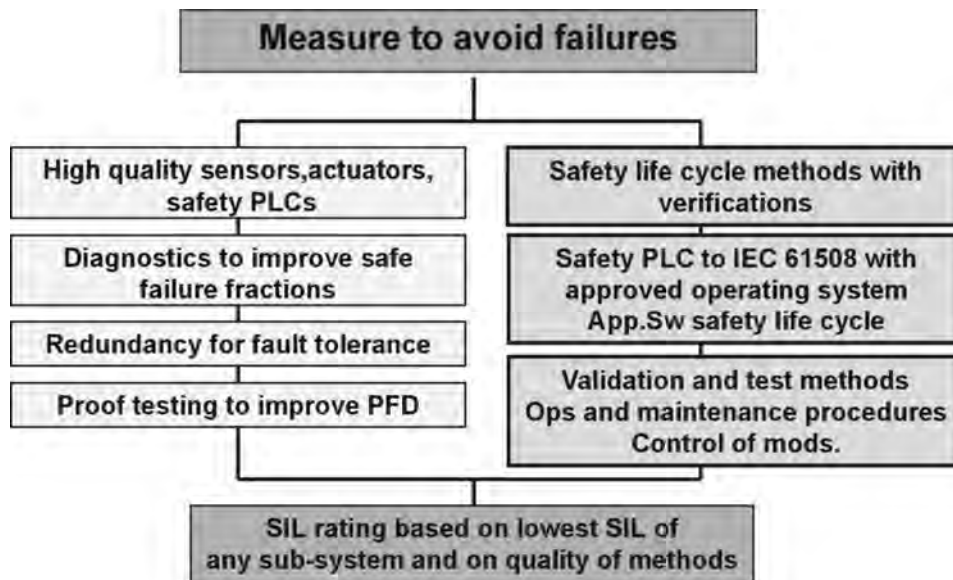 Measure to avoid failures
High quality sensors,actuators,
safety PLCs
Diagnostics to improve safe
failure fractions
Redundancy for fault tolerance
Proof testing to improve PFD
Safety life cycle methods with
verifications
Safety PLC to IEC 61508 with
approved operating system
App.Sw safety life cycle
Validation and test methods
Ops and maintenance procedures
Control of mods.
SIL rating based on lowest SIL of
any sub-system and on quality of methods